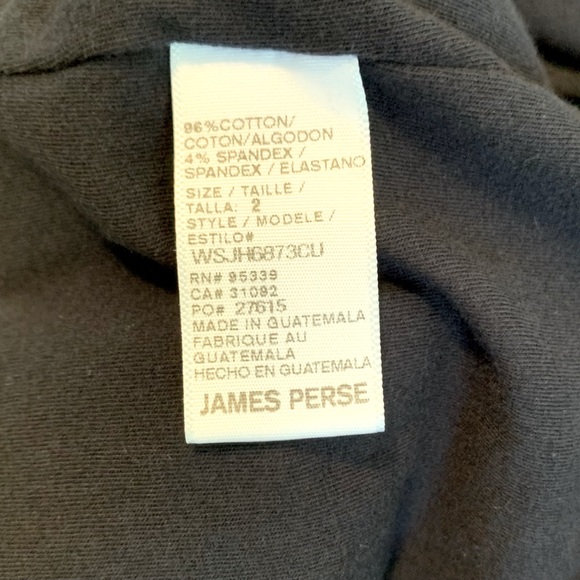 96%COTTON/
COTON/ALGODON
4% SPANDEX /
SPANDEX / ELASTANO
SIZE / TAILLE /
TALLA: 2
STYLE / MODELE /
ESTILO#
WSJH6873CU
RN# 95339
CA# 31092
PO# 27615
MADE IN GUATEMALA
FABRIQUE AU
GUATEMALA
HECHO EN GUATEMALA
JAMES PERSE